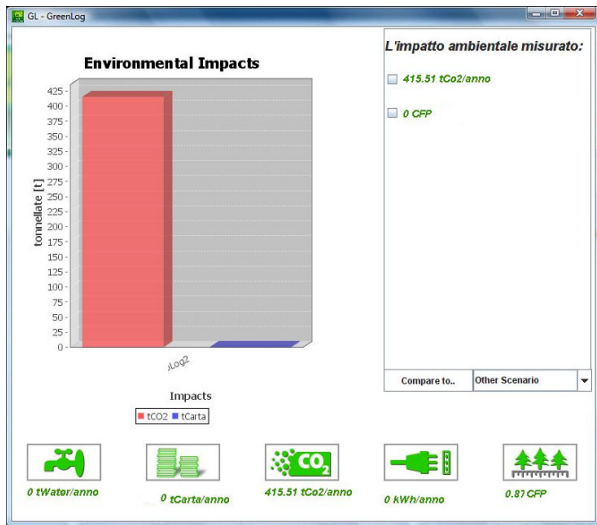 GL - GreenLog
Environmental Impacts
L'impatto ambientale misurato:
415.51 tCo2/anno
0 CFP
tonnellate [t]
425
400
375
350
325
300
275
250
225
200
175
150
125
100
75
50
25
0
Impacts
tCO2 tCarta
Compare to.. Other Scenario
CO2
0 tWater/anno
0 tCarta/anno
415.51 tCo2/anno
0 kWh/anno
0.87 CFP